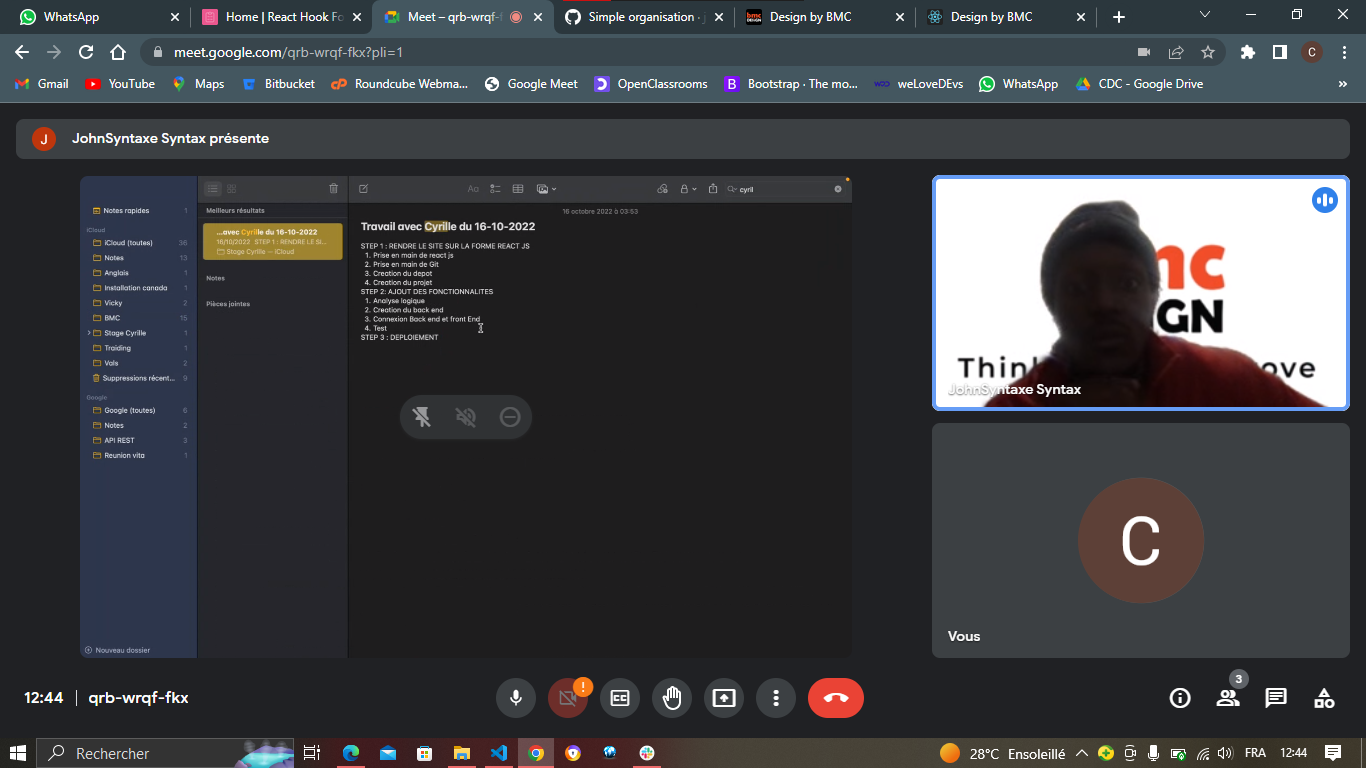 WhatsApp
Home | React Hook Fo
Meet – qrb-wrqf-f
Simple organisation · j
Design by BMC
Design by BMC
meet.google.com/qrb-wrqf-fkx?pli=1
C
Gmail
YouTube
Maps
Bitbucket
Roundcube Webma...
Google Meet
OpenClassrooms
Bootstrap · The mo...
weLoveDEvs
WhatsApp
CDC - Google Drive
»
J
JohnSyntaxe Syntax présente
Notes rapides 1
iCloud
iCloud (toutes) 36
Notes 13
Anglais 1
Installation canada 1
Vicky 2
BMC 15
Stage Cyrille 1
Traiding 1
Vols 2
Suppressions récent... 9
Google
Google (toutes) 6
Notes 2
API REST 3
Reunion vita 1
Nouveau dossier
Meilleurs résultats
...avec Cyrille du 16-10-2022
16/10/2022 STEP 1 : RENDRE LE SI...
Stage Cyrille — iCloud
Notes
Pièces jointes
Aa
cyril
16 octobre 2022 à 03:53
Travail avec Cyrille du 16-10-2022
STEP 1 : RENDRE LE SITE SUR LA FORME REACT JS
1. Prise en main de react js
2. Prise en main de Git
3. Creation du depot
4. Creation du projet
STEP 2: AJOUT DES FONCTIONNALITES
1. Analyse logique
2. Creation du back end
3. Connexion Back end et front End
4. Test
STEP 3 : DEPLOIEMENT
mc
GN
Thin
ove
JohnSyntaxe Syntax
C
Vous
12:44 | qrb-wrqf-fkx
!
3
Rechercher
28°C Ensoleillé
FRA
12:44